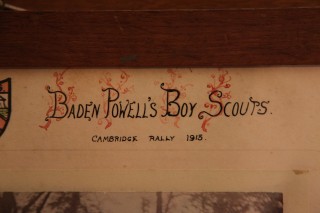 BADEN POWELL'S BOY SCOUTS.
CAMBRIDGE RALLY 1913.